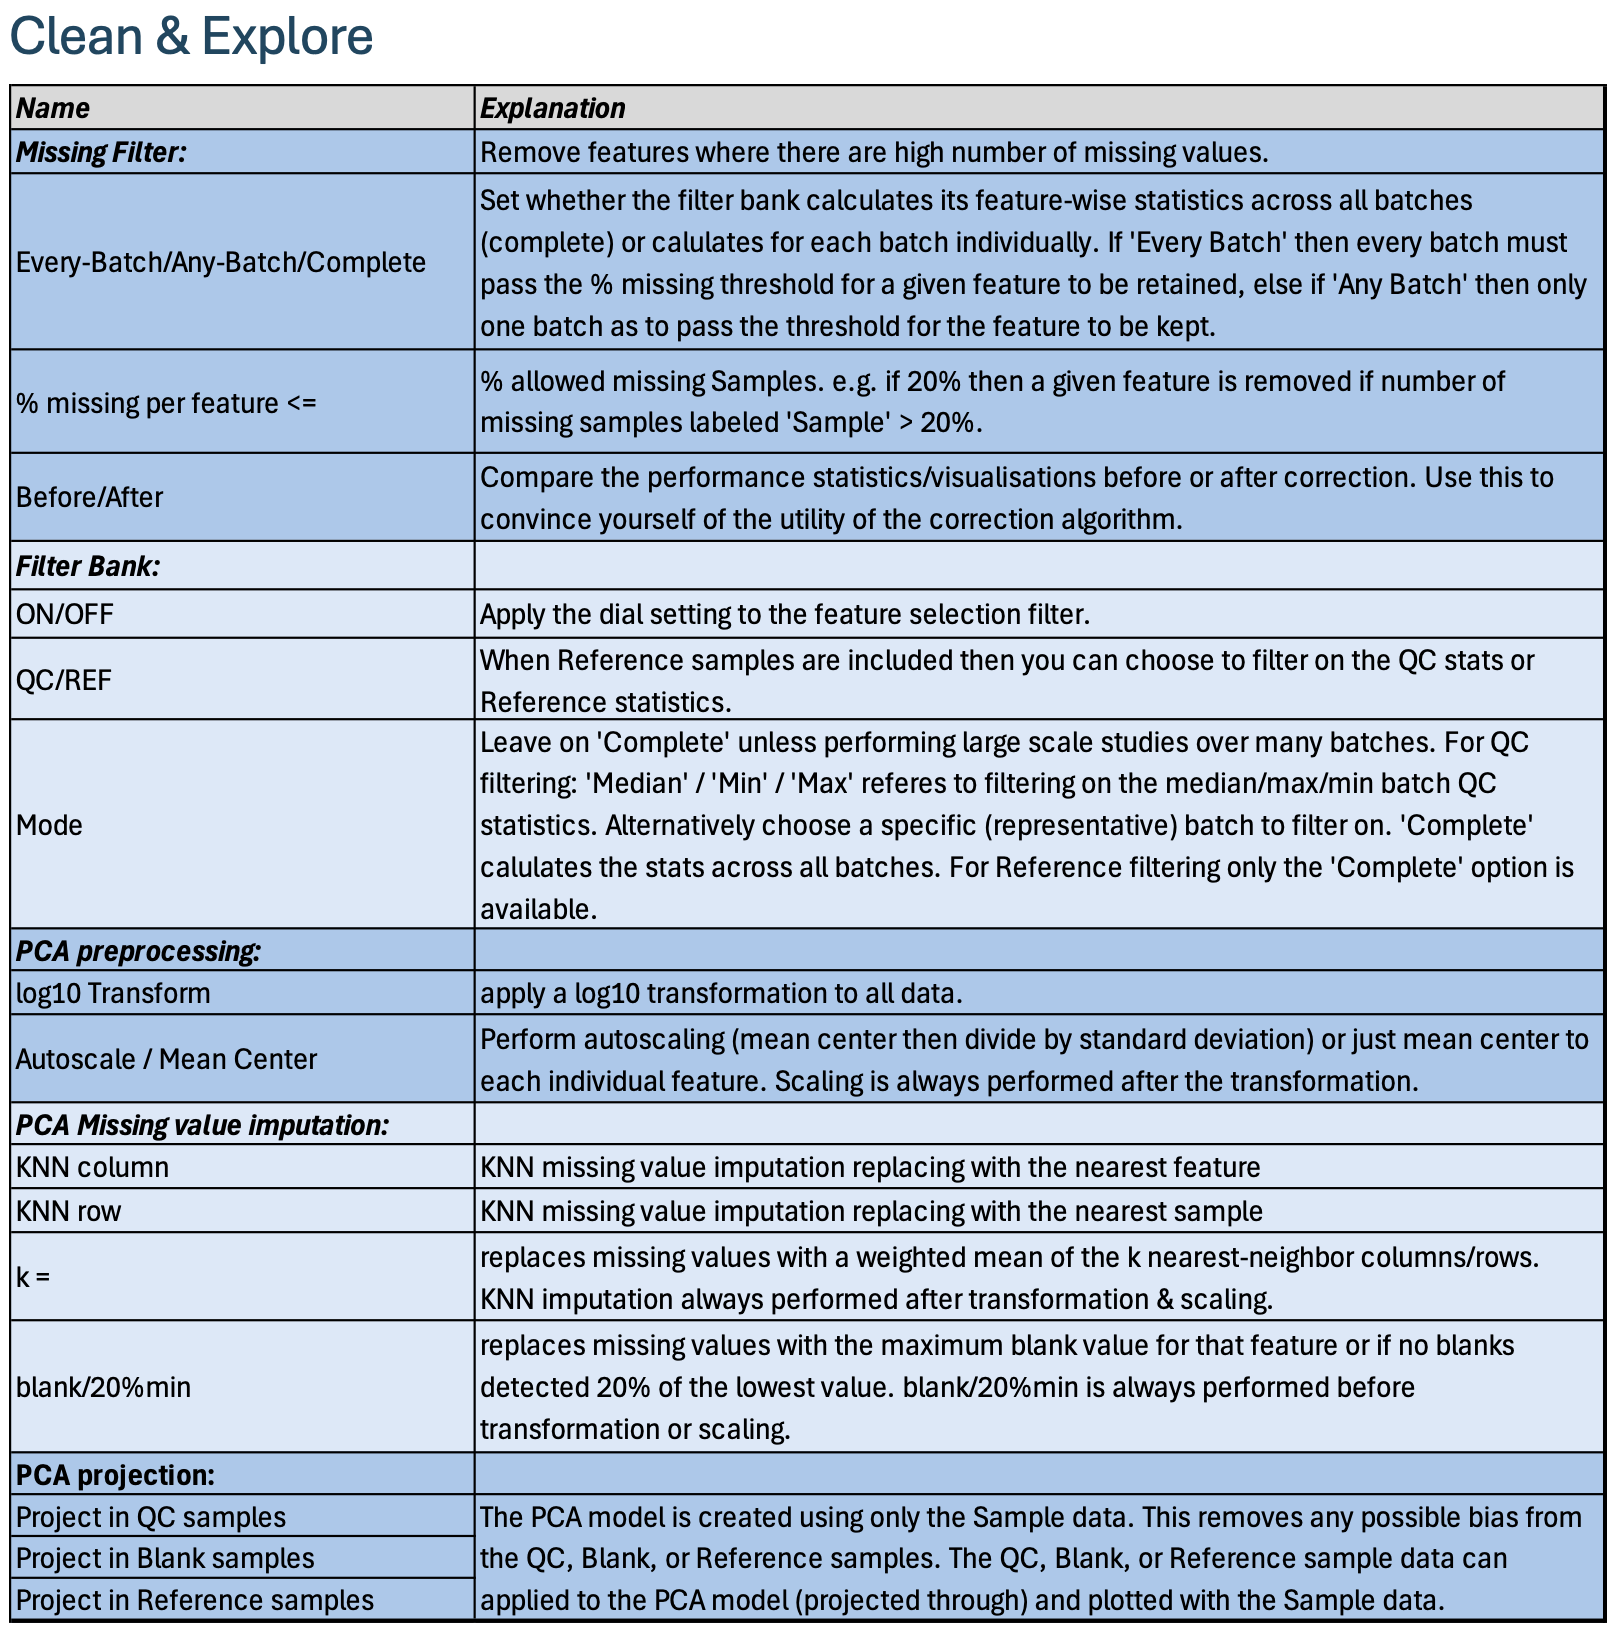 Clean & Explore
Name
Explanation
Missing Filter:
Remove features where there are high number of missing values.
Every-Batch/Any-Batch/Complete
Set whether the filter bank calculates its feature-wise statistics across all batches
(complete) or calulates for each batch individually. If 'Every Batch' then every batch must
pass the % missing threshold for a given feature to be retained, else if 'Any Batch' then only
one batch as to pass the threshold for the feature to be kept.
% missing per feature <=
% allowed missing Samples. e.g. if 20% then a given feature is removed if number of
missing samples labeled 'Sample' > 20%.
Before/After
Compare the performance statistics/visualisations before or after correction. Use this to
convince yourself of the utility of the correction algorithm.
Filter Bank:
ON/OFF
Apply the dial setting to the feature selection filter.
QC/REF
When Reference samples are included then you can choose to filter on the QC stats or
Reference statistics.
Mode
Leave on 'Complete' unless performing large scale studies over many batches. For QC
filtering: 'Median' / 'Min' / 'Max' referes to filtering on the median/max/min batch QC
statistics. Alternatively choose a specific (representative) batch to filter on. 'Complete'
calulates the stats across all batches. For Reference filtering only the 'Complete' option is
available.
PCA preprocessing:
log10 Transform
apply a log10 transformation to all data.
Autoscale / Mean Center
Perform autoscaling (mean center then divide by standard deviation) or just mean center to
each individual feature. Scaling is always performed after the transformation.
PCA Missing value imputation:
KNN column
KNN missing value imputation replacing with the nearest feature
KNN row
KNN missing value imputation replacing with the nearest sample
k =
replaces missing values with a weighted mean of the k nearest-neighbor columns/rows.
KNN imputation always performed after transformation & scaling.
blank/20%min
replaces missing values with the maximum blank value for that feature or if no blanks
detected 20% of the lowest value. blank/20%min is always performed before
transformation or scaling.
PCA projection:
Project in QC samples
Project in Blank samples
Project in Reference samples
The PCA model is created using only the Sample data. This removes any possible bias from
the QC, Blank, or Reference samples. The QC, Blank, or Reference sample data can
applied to the PCA model (projected through) and plotted with the Sample data.